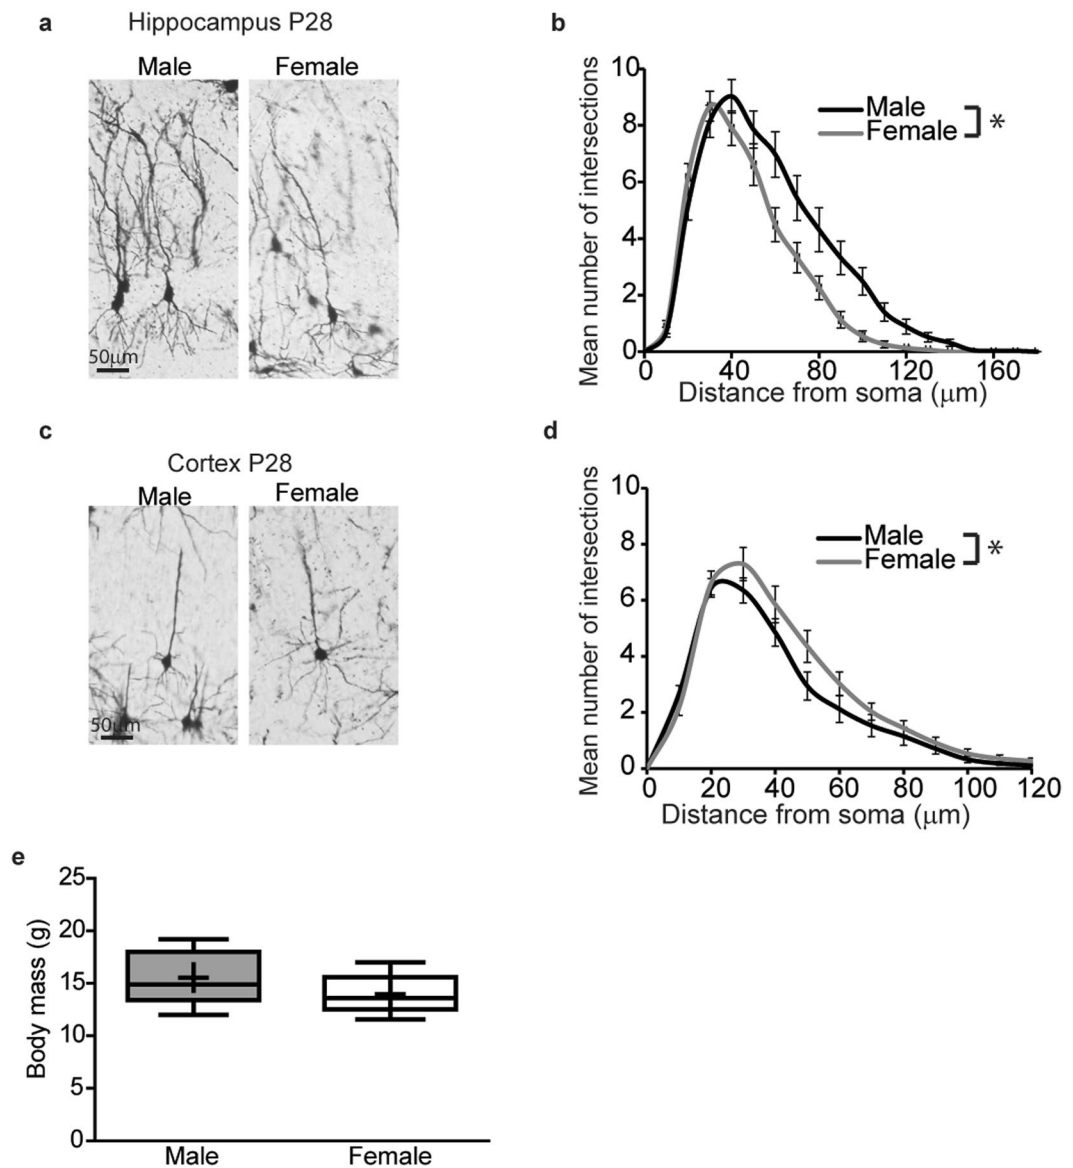 a
Hippocampus P28
Male Female
50μm
b
Mean number of intersections
10
8
6
4
2
0
0 40 80 120 160
Distance from soma (μm)
Male
Female
*
c
Cortex P28
Male Female
50μm
d
Mean number of intersections
10
8
6
4
2
0
0 20 40 60 80 100 120
Distance from soma (μm)
Male
Female
*
e
Body mass (g)
25
20
15
10
5
0
Male Female